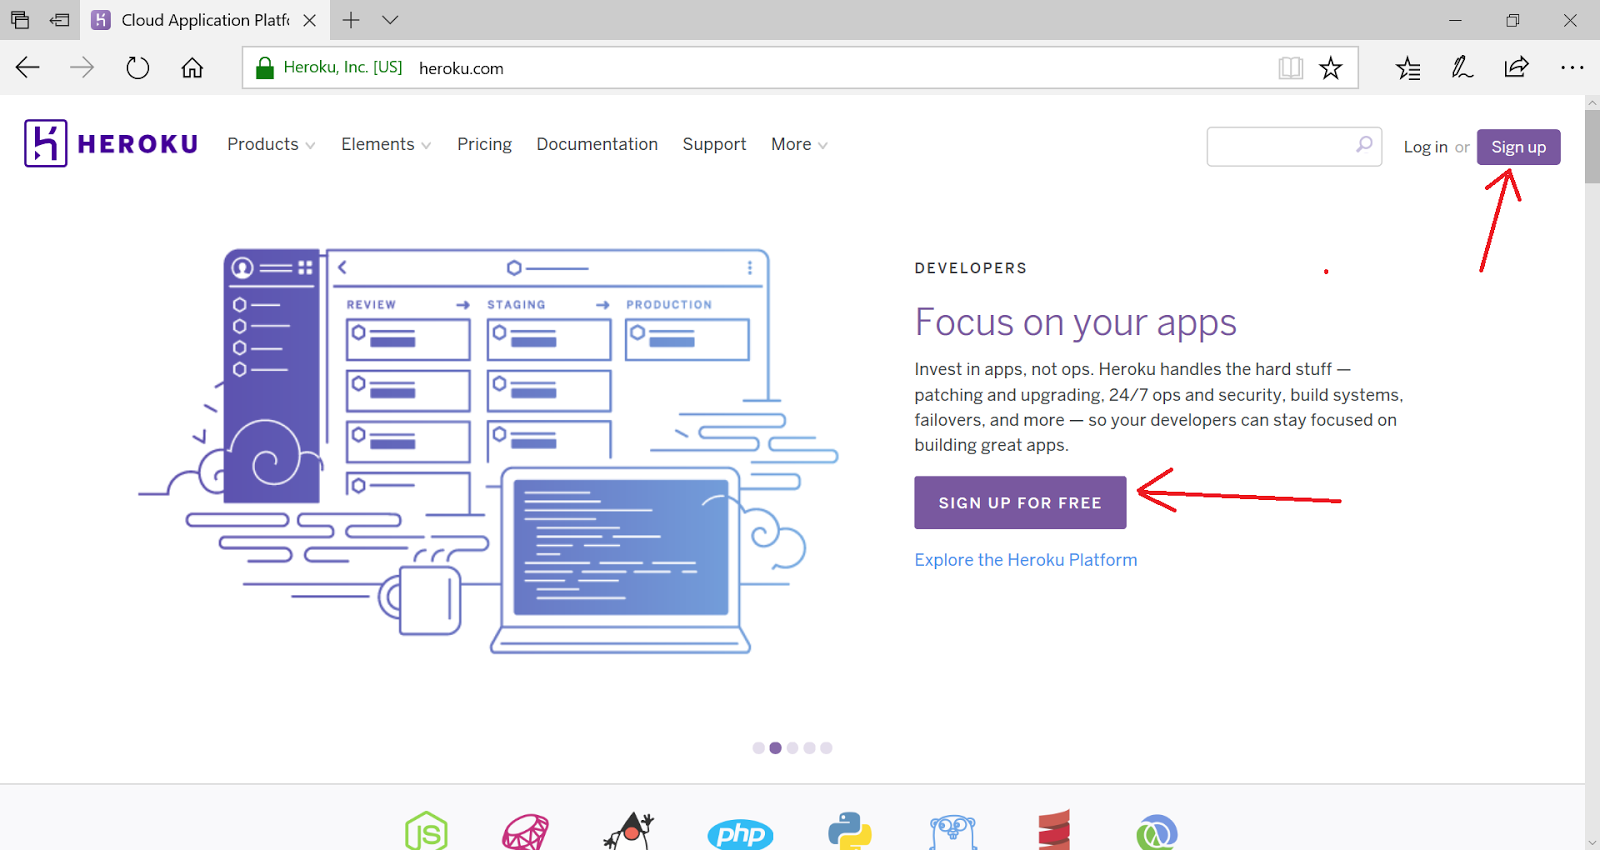 Cloud Application Platf
Heroku, Inc. [US] heroku.com
HEROKU Products Elements Pricing Documentation Support More Log in or Sign up
REVIEW STAGING PRODUCTION
DEVELOPERS
Focus on your apps
Invest in apps, not ops. Heroku handles the hard stuff —
patching and upgrading, 24/7 ops and security, build systems,
failovers, and more — so your developers can stay focused on
building great apps.
SIGN UP FOR FREE
Explore the Heroku Platform
JS php